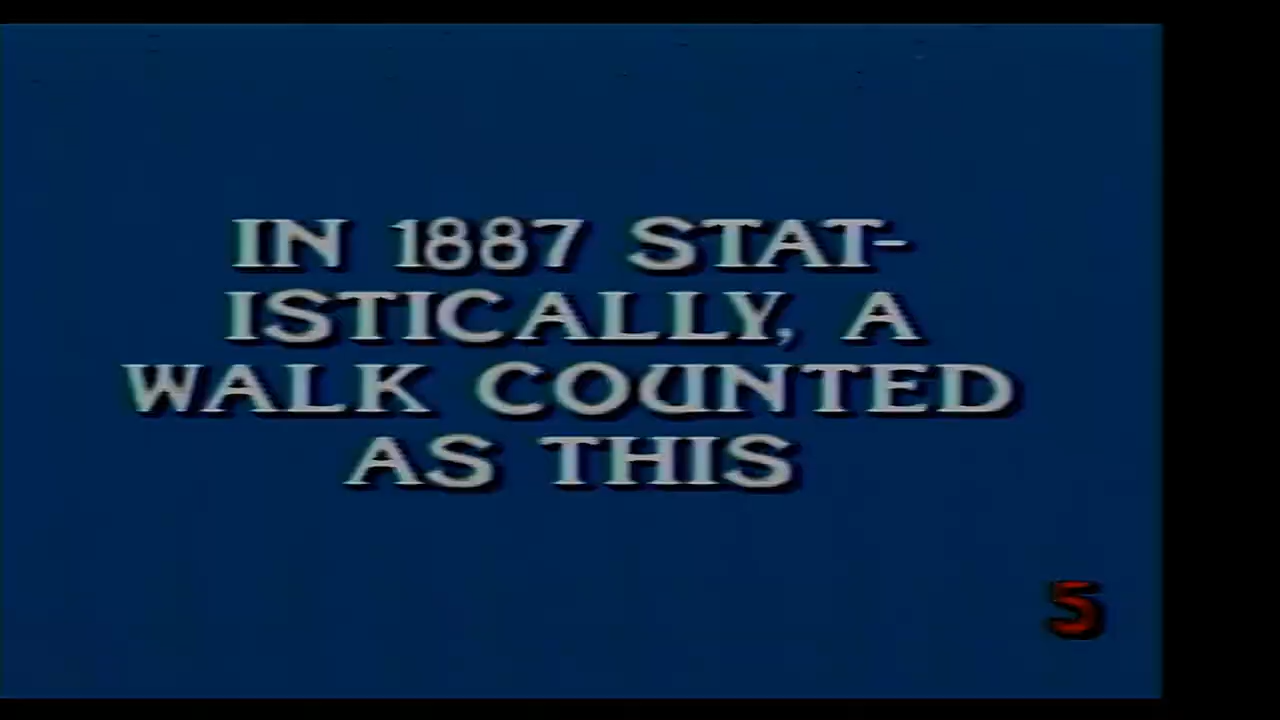 IN 1887 STAT-
ISTICALLY, A
WALK COUNTED
AS THIS
5